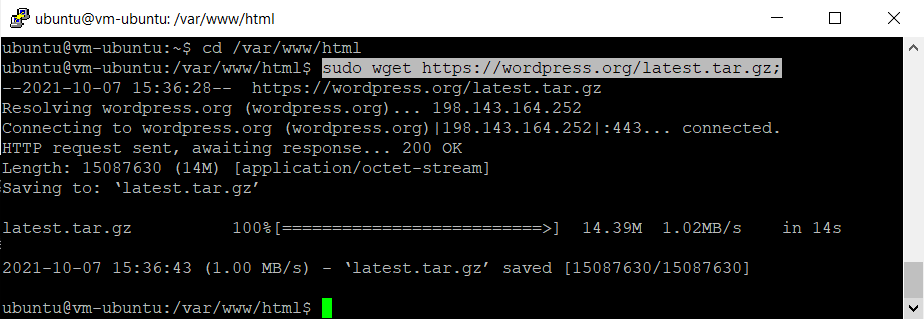 ubuntu@vm-ubuntu: /var/www/html
ubuntu@vm-ubuntu:~$ cd /var/www/html
ubuntu@vm-ubuntu:/var/www/html$ sudo wget https://wordpress.org/latest.tar.gz;
--2021-10-07 15:36:28--  https://wordpress.org/latest.tar.gz
Resolving wordpress.org (wordpress.org)... 198.143.164.252
Connecting to wordpress.org (wordpress.org)|198.143.164.252|:443... connected.
HTTP request sent, awaiting response... 200 OK
Length: 15087630 (14M) [application/octet-stream]
Saving to: ‘latest.tar.gz’
latest.tar.gz          100%[==========================>]  14.39M  1.02MB/s    in 14s
2021-10-07 15:36:43 (1.00 MB/s) - ‘latest.tar.gz’ saved [15087630/15087630]
ubuntu@vm-ubuntu:/var/www/html$